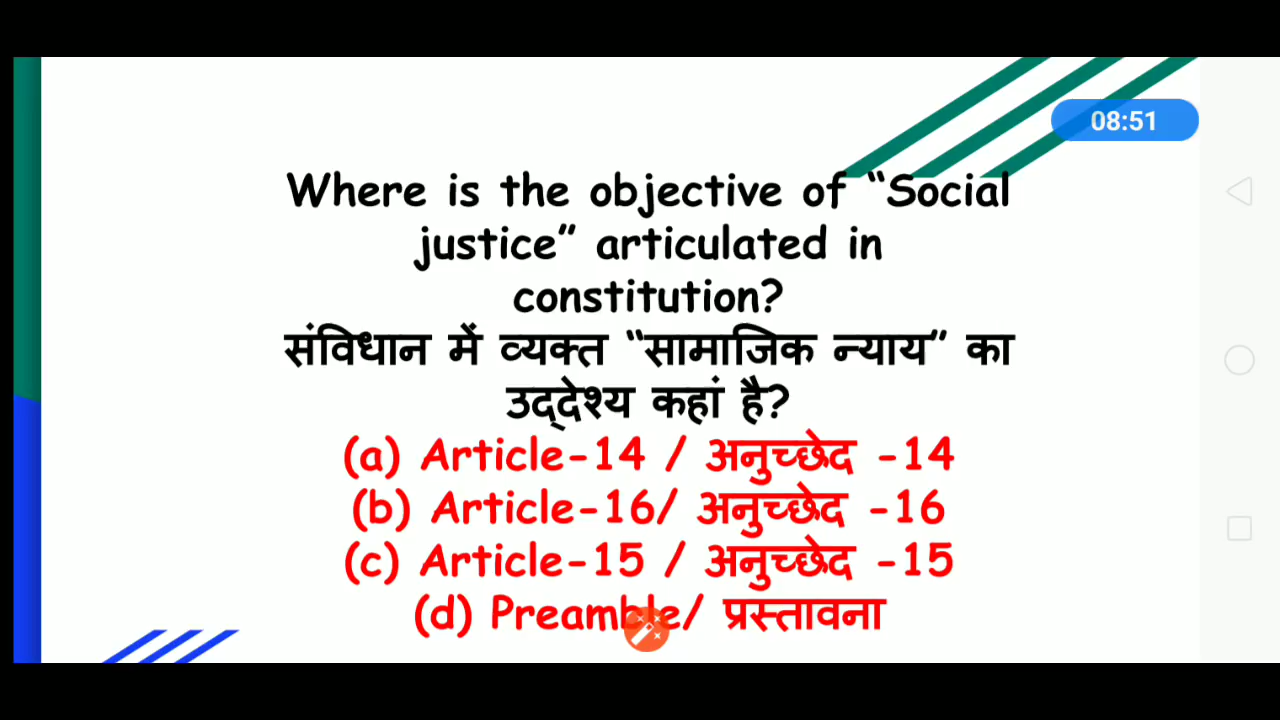 08:51
Where is the objective of “Social
justice” articulated in
constitution?
संविधान में व्यक्त “सामाजिक न्याय” का
उद्देश्य कहां है?
(a) Article-14 / अनुच्छेद -14
(b) Article-16/ अनुच्छेद -16
(c) Article-15 / अनुच्छेद -15
(d) Preamble/ प्रस्तावना